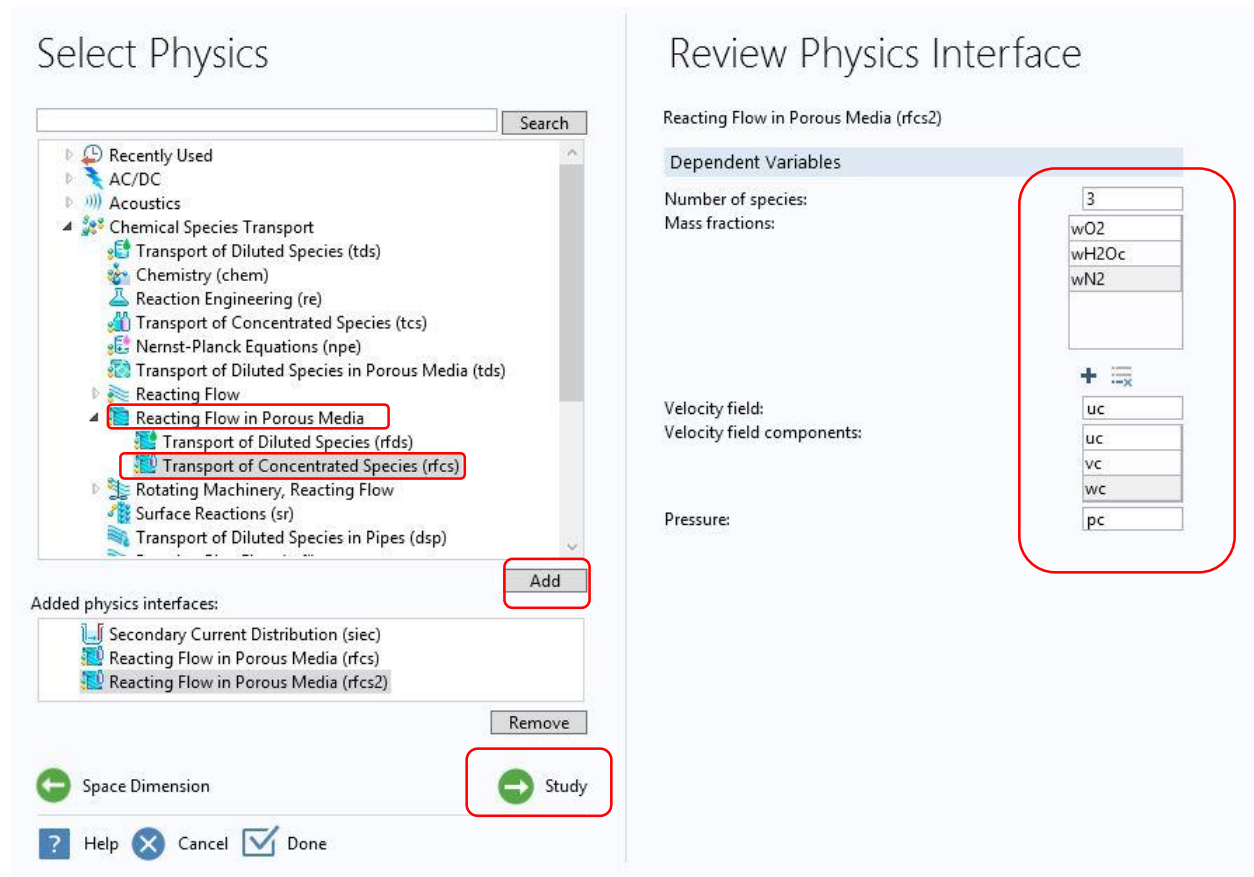 Select Physics
Search
Recently Used
AC/DC
Acoustics
Chemical Species Transport
Transport of Diluted Species (tds)
Chemistry (chem)
Reaction Engineering (re)
Transport of Concentrated Species (tcs)
Nernst-Planck Equations (npe)
Transport of Diluted Species in Porous Media (tds)
Reacting Flow
Reacting Flow in Porous Media
Transport of Diluted Species (rfds)
Transport of Concentrated Species (rfcs)
Rotating Machinery, Reacting Flow
Surface Reactions (sr)
Transport of Diluted Species in Pipes (dsp)
Add
Added physics interfaces:
Secondary Current Distribution (siec)
Reacting Flow in Porous Media (rfcs)
Reacting Flow in Porous Media (rfcs2)
Remove
Space Dimension
Study
? Help Cancel Done
Review Physics Interface
Reacting Flow in Porous Media (rfcs2)
Dependent Variables
Number of species: 3
Mass fractions:
wO2
wH2Oc
wN2
Velocity field: uc
Velocity field components: uc
vc
wc
Pressure: pc